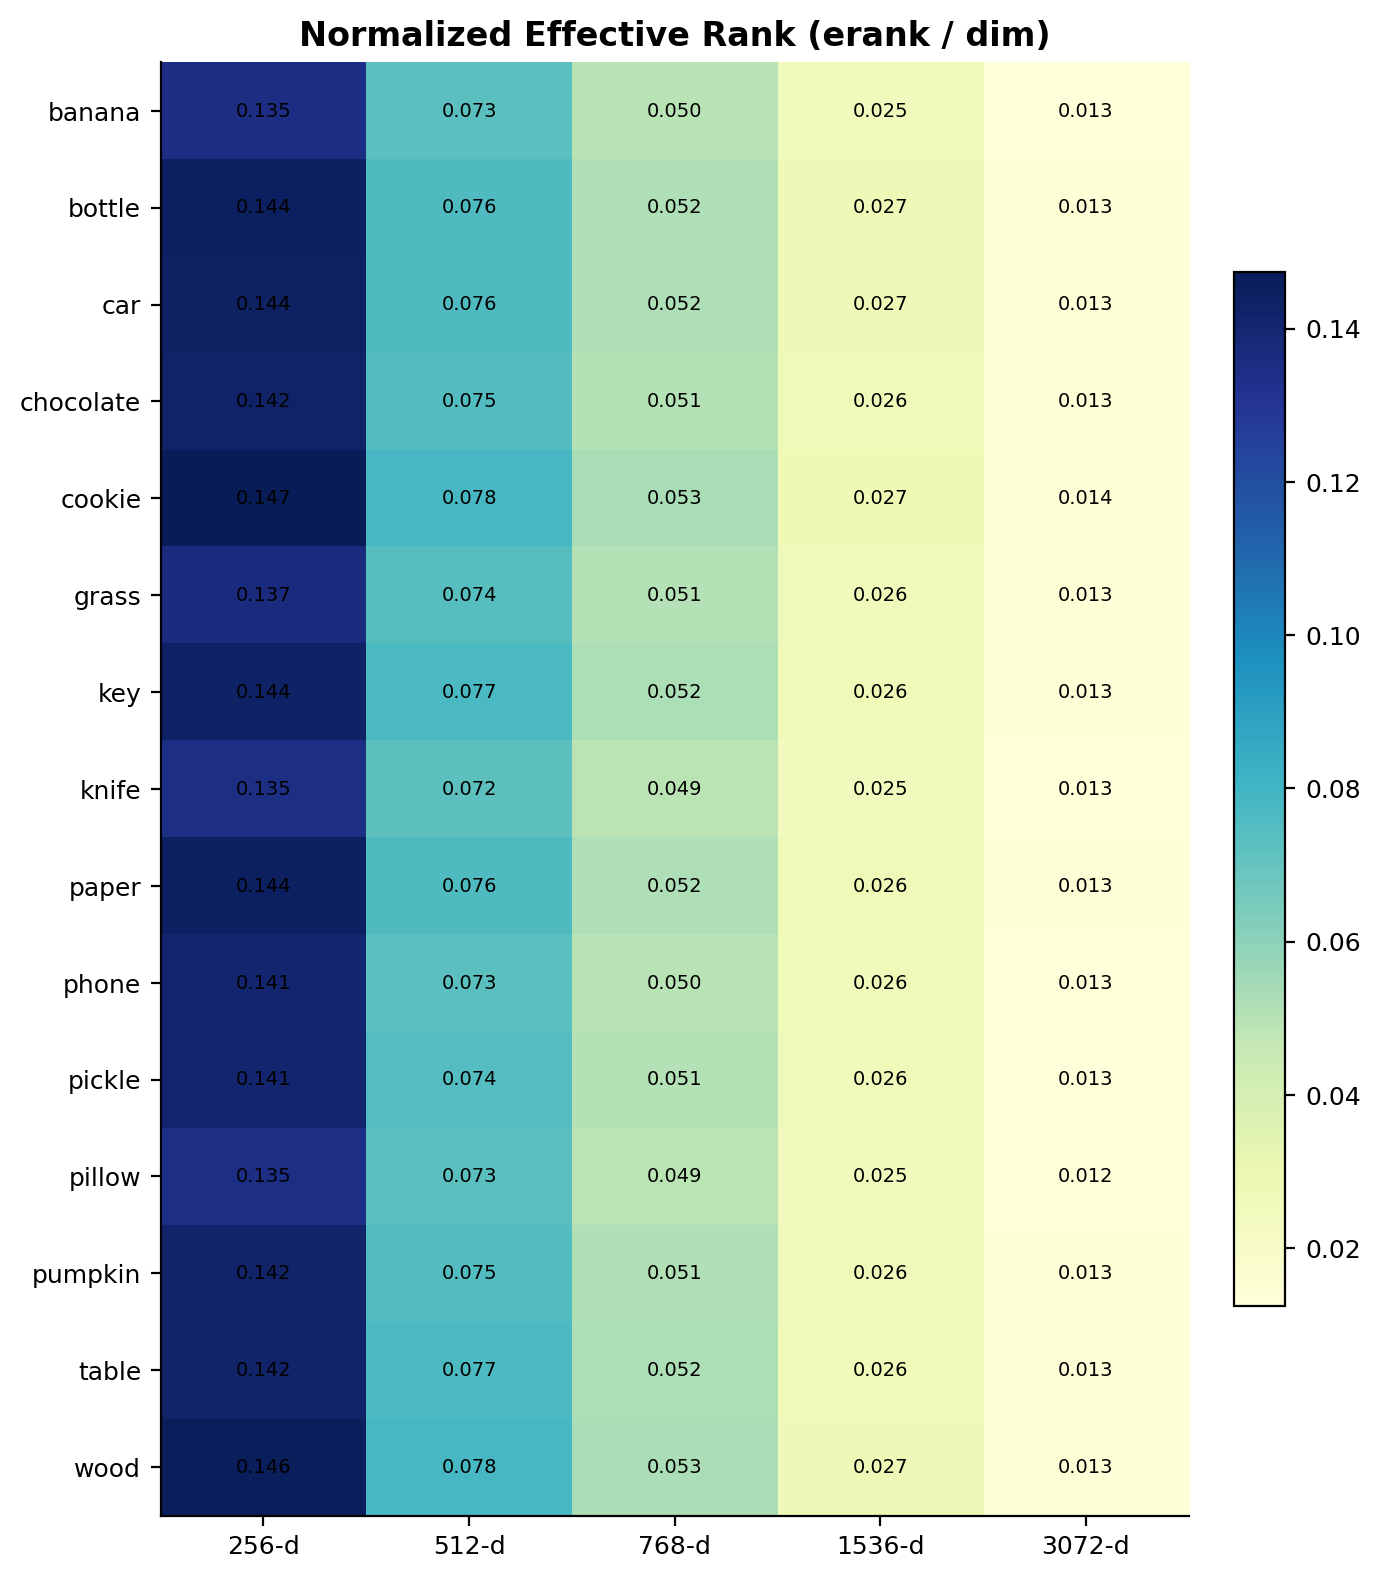 Normalized Effective Rank (erank / dim)
banana 0.135 0.073 0.050 0.025 0.013
bottle 0.144 0.076 0.052 0.027 0.013
car 0.144 0.076 0.052 0.027 0.013
chocolate 0.142 0.075 0.051 0.026 0.013
cookie 0.147 0.078 0.053 0.027 0.014
grass 0.137 0.074 0.051 0.026 0.013
key 0.144 0.077 0.052 0.026 0.013
knife 0.135 0.072 0.049 0.025 0.013
paper 0.144 0.076 0.052 0.026 0.013
phone 0.141 0.073 0.050 0.026 0.013
pickle 0.141 0.074 0.051 0.026 0.013
pillow 0.135 0.073 0.049 0.025 0.012
pumpkin 0.142 0.075 0.051 0.026 0.013
table 0.142 0.077 0.052 0.026 0.013
wood 0.146 0.078 0.053 0.027 0.013
256-d 512-d 768-d 1536-d 3072-d
0.14
0.12
0.10
0.08
0.06
0.04
0.02